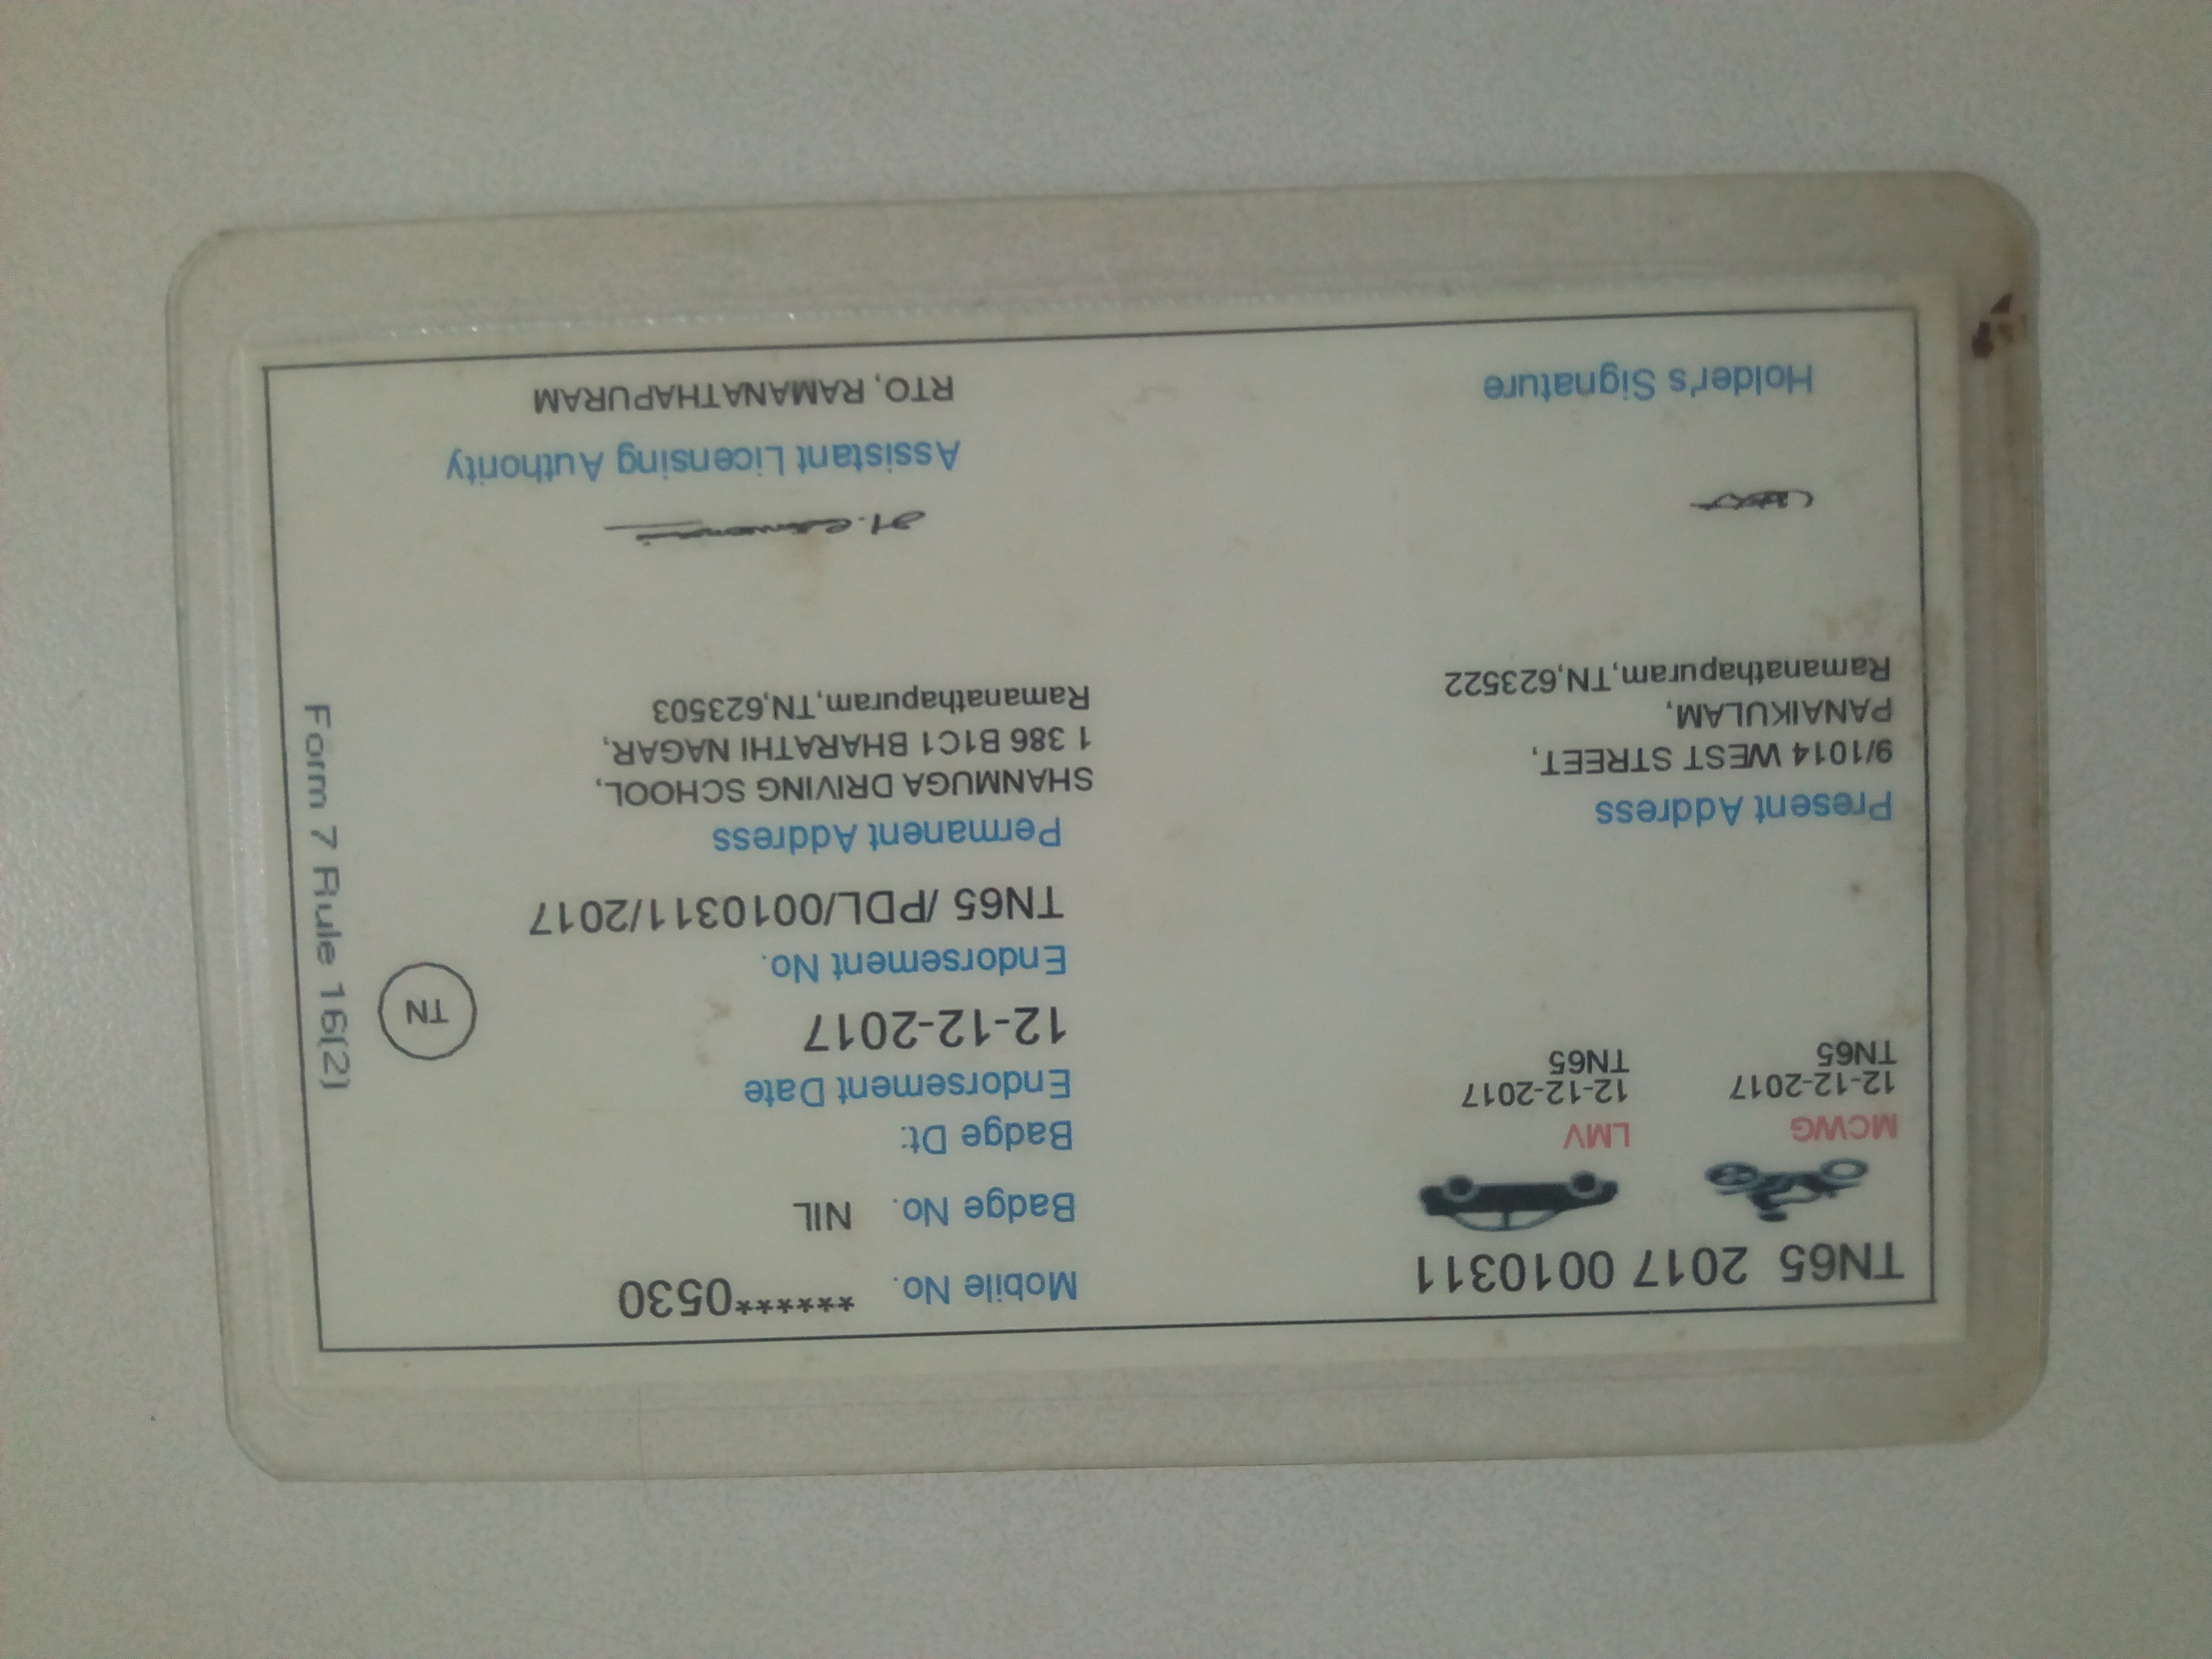 TN65 2017 0010311
MCWG
12-12-2017
TN65
LMV
12-12-2017
TN65
Present Address
9/1014 WEST STREET,
PANAIKULAM,
Ramanathapuram,TN,623522
Holder's Signature
Mobile No. ******0530
Badge No. NIL
Badge Dt:
Endorsement Date
12-12-2017
Endorsement No.
TN65 /PDL/0010311/2017
Permanent Address
SHANMUGA DRIVING SCHOOL,
1 386 B1C1 BHARATHI NAGAR,
Ramanathapuram,TN,623503
Assistant Licensing Authority
RTO, RAMANATHAPURAM
TN
Form 7 Rule 16(2)